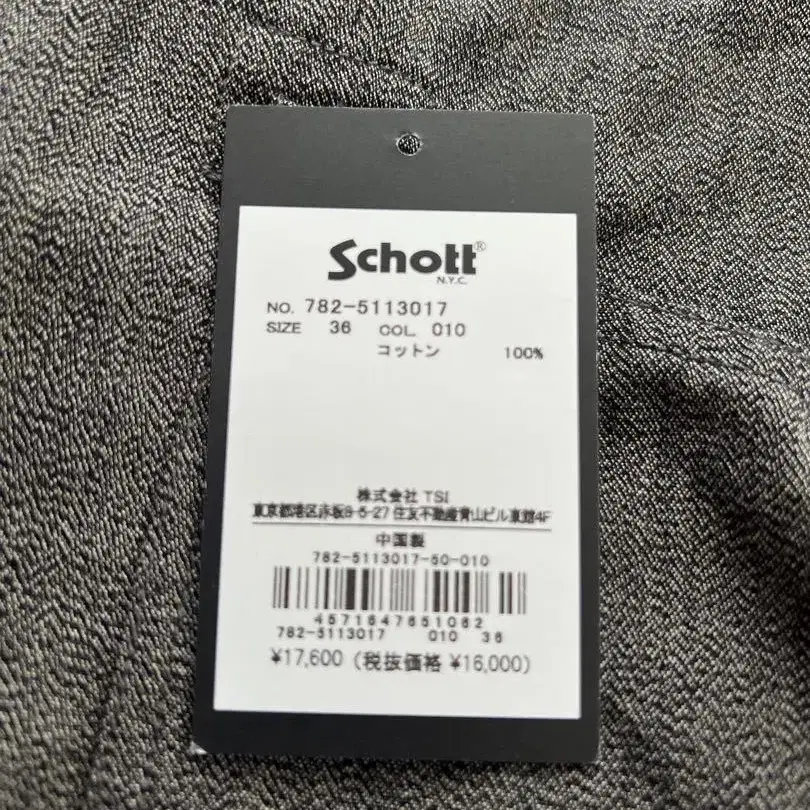 Schott®
N.Y.C.
NO. 782-5113017
SIZE 36 COL. 010
コットン 100%
株式会社 TSI
東京都港区赤坂8-5-27 住友不動産青山ビル東館4F
中国製
782-5113017-50-010
4571647651082
782-5113017 010 36
¥17,600 (税抜価格 ¥16,000)